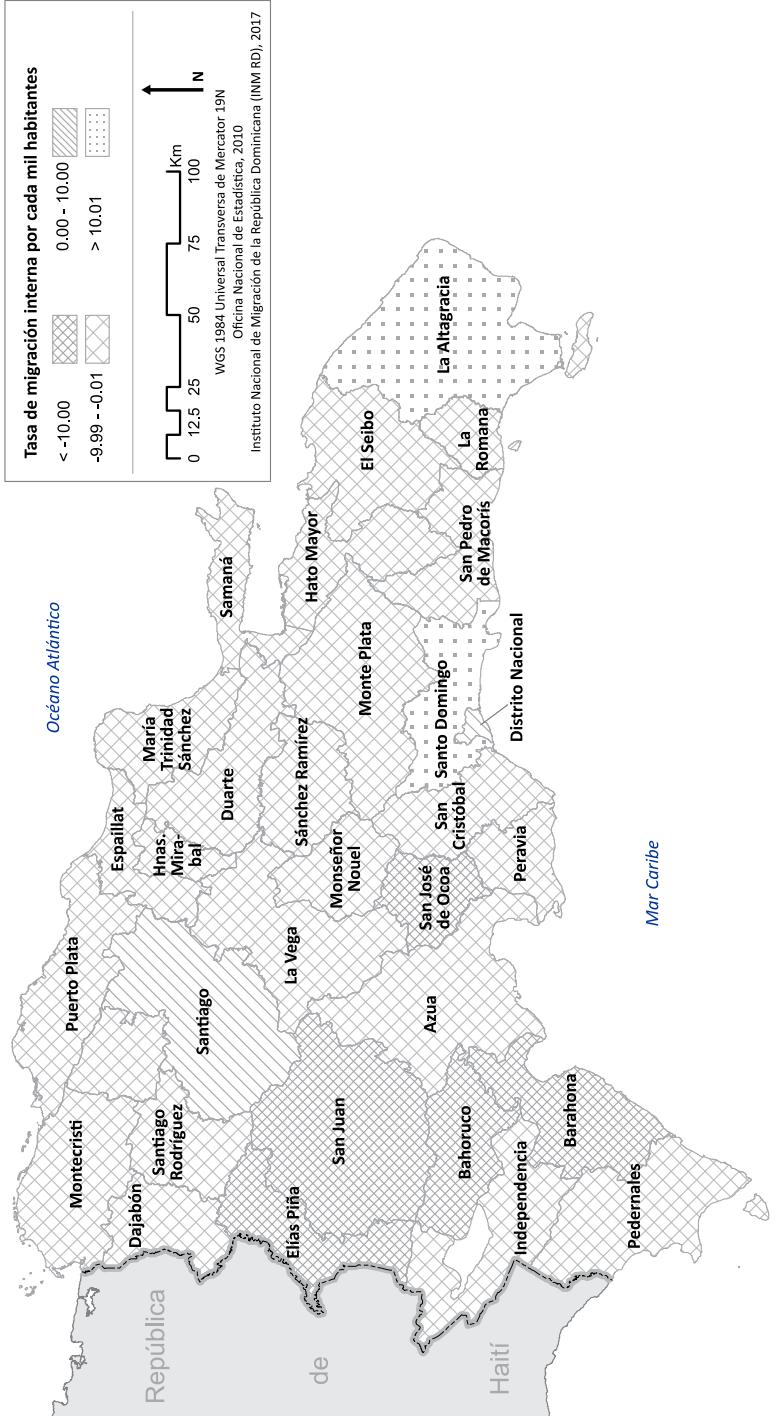 Tasa de migración interna por cada mil habitantes
< -10.00
0.00 - 10.00
-9.99 - -0.01
> 10.01
0 12.5 25 50 75 100
Km
N
WGS 1984 Universal Transversa de Mercator 19N
Oficina Nacional de Estadística, 2010
Instituto Nacional de Migración de la República Dominicana (INM RD), 2017
Océano Atlántico
Puerto Plata
Montecristi
Espaillat
María
Trinidad
Sánchez
Samaná
Dajabón
Santiago
Rodríguez
Santiago
Hnas.
Mira-
bal
Duarte
Elías Piña
San Juan
La Vega
Monseñor
Nouel
Sánchez Ramírez
Monte Plata
Hato Mayor
El Seibo
La Altagracia
Bahoruco
Azua
San José
de Ocoa
San
Cristóbal
Santo Domingo
San Pedro
de Macorís
La
Romana
Independencia
Barahona
Peravia
Distrito Nacional
Pedernales
Mar Caribe
República
de
Haití